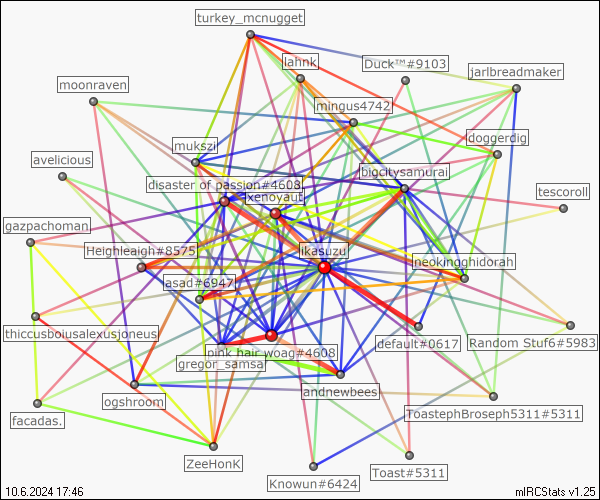 turkey_mcnugget
lahnk
Duck™#9103
jarlbreadmaker
moonraven
mingus4742
doggerdig
mukszi
avelicious
bigcitysamurai
disaster of passion#4608
xenoyaut
tescoroll
gazpachoman
Heighleaigh#8575
ikasuzu
neokingghidorah
asad#6947
thiccusboiusalexusjoneus
default#0617
Random Stuf6#5983
pink hair woag#4608
gregor_samsa
andnewbees
ogshroom
ToastephBroseph5311#5311
facadas.
ZeeHonK
Toast#5311
Knowun#6424
10.6.2024 17:46
mIRCStats v1.25